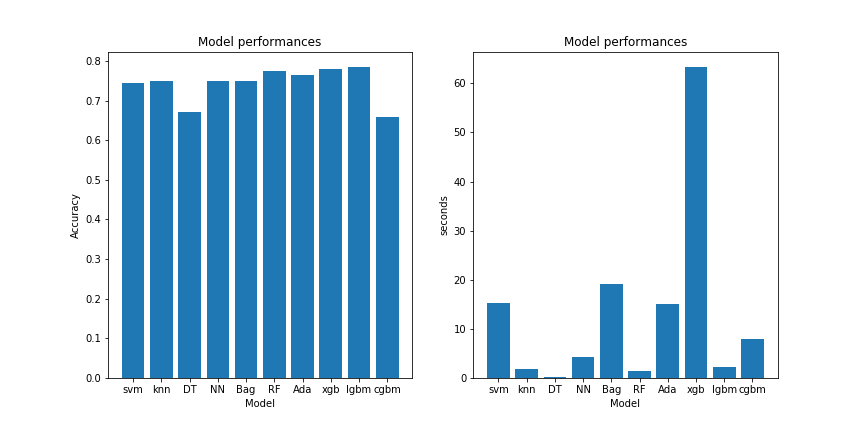 Model performances
Accuracy
0.8
0.7
0.6
0.5
0.4
0.3
0.2
0.1
0.0
svm knn DT NN Bag RF Ada xgb lgbm cgbm
Model
Model performances
seconds
60
50
40
30
20
10
0
svm knn DT NN Bag RF Ada xgb lgbm cgbm
Model